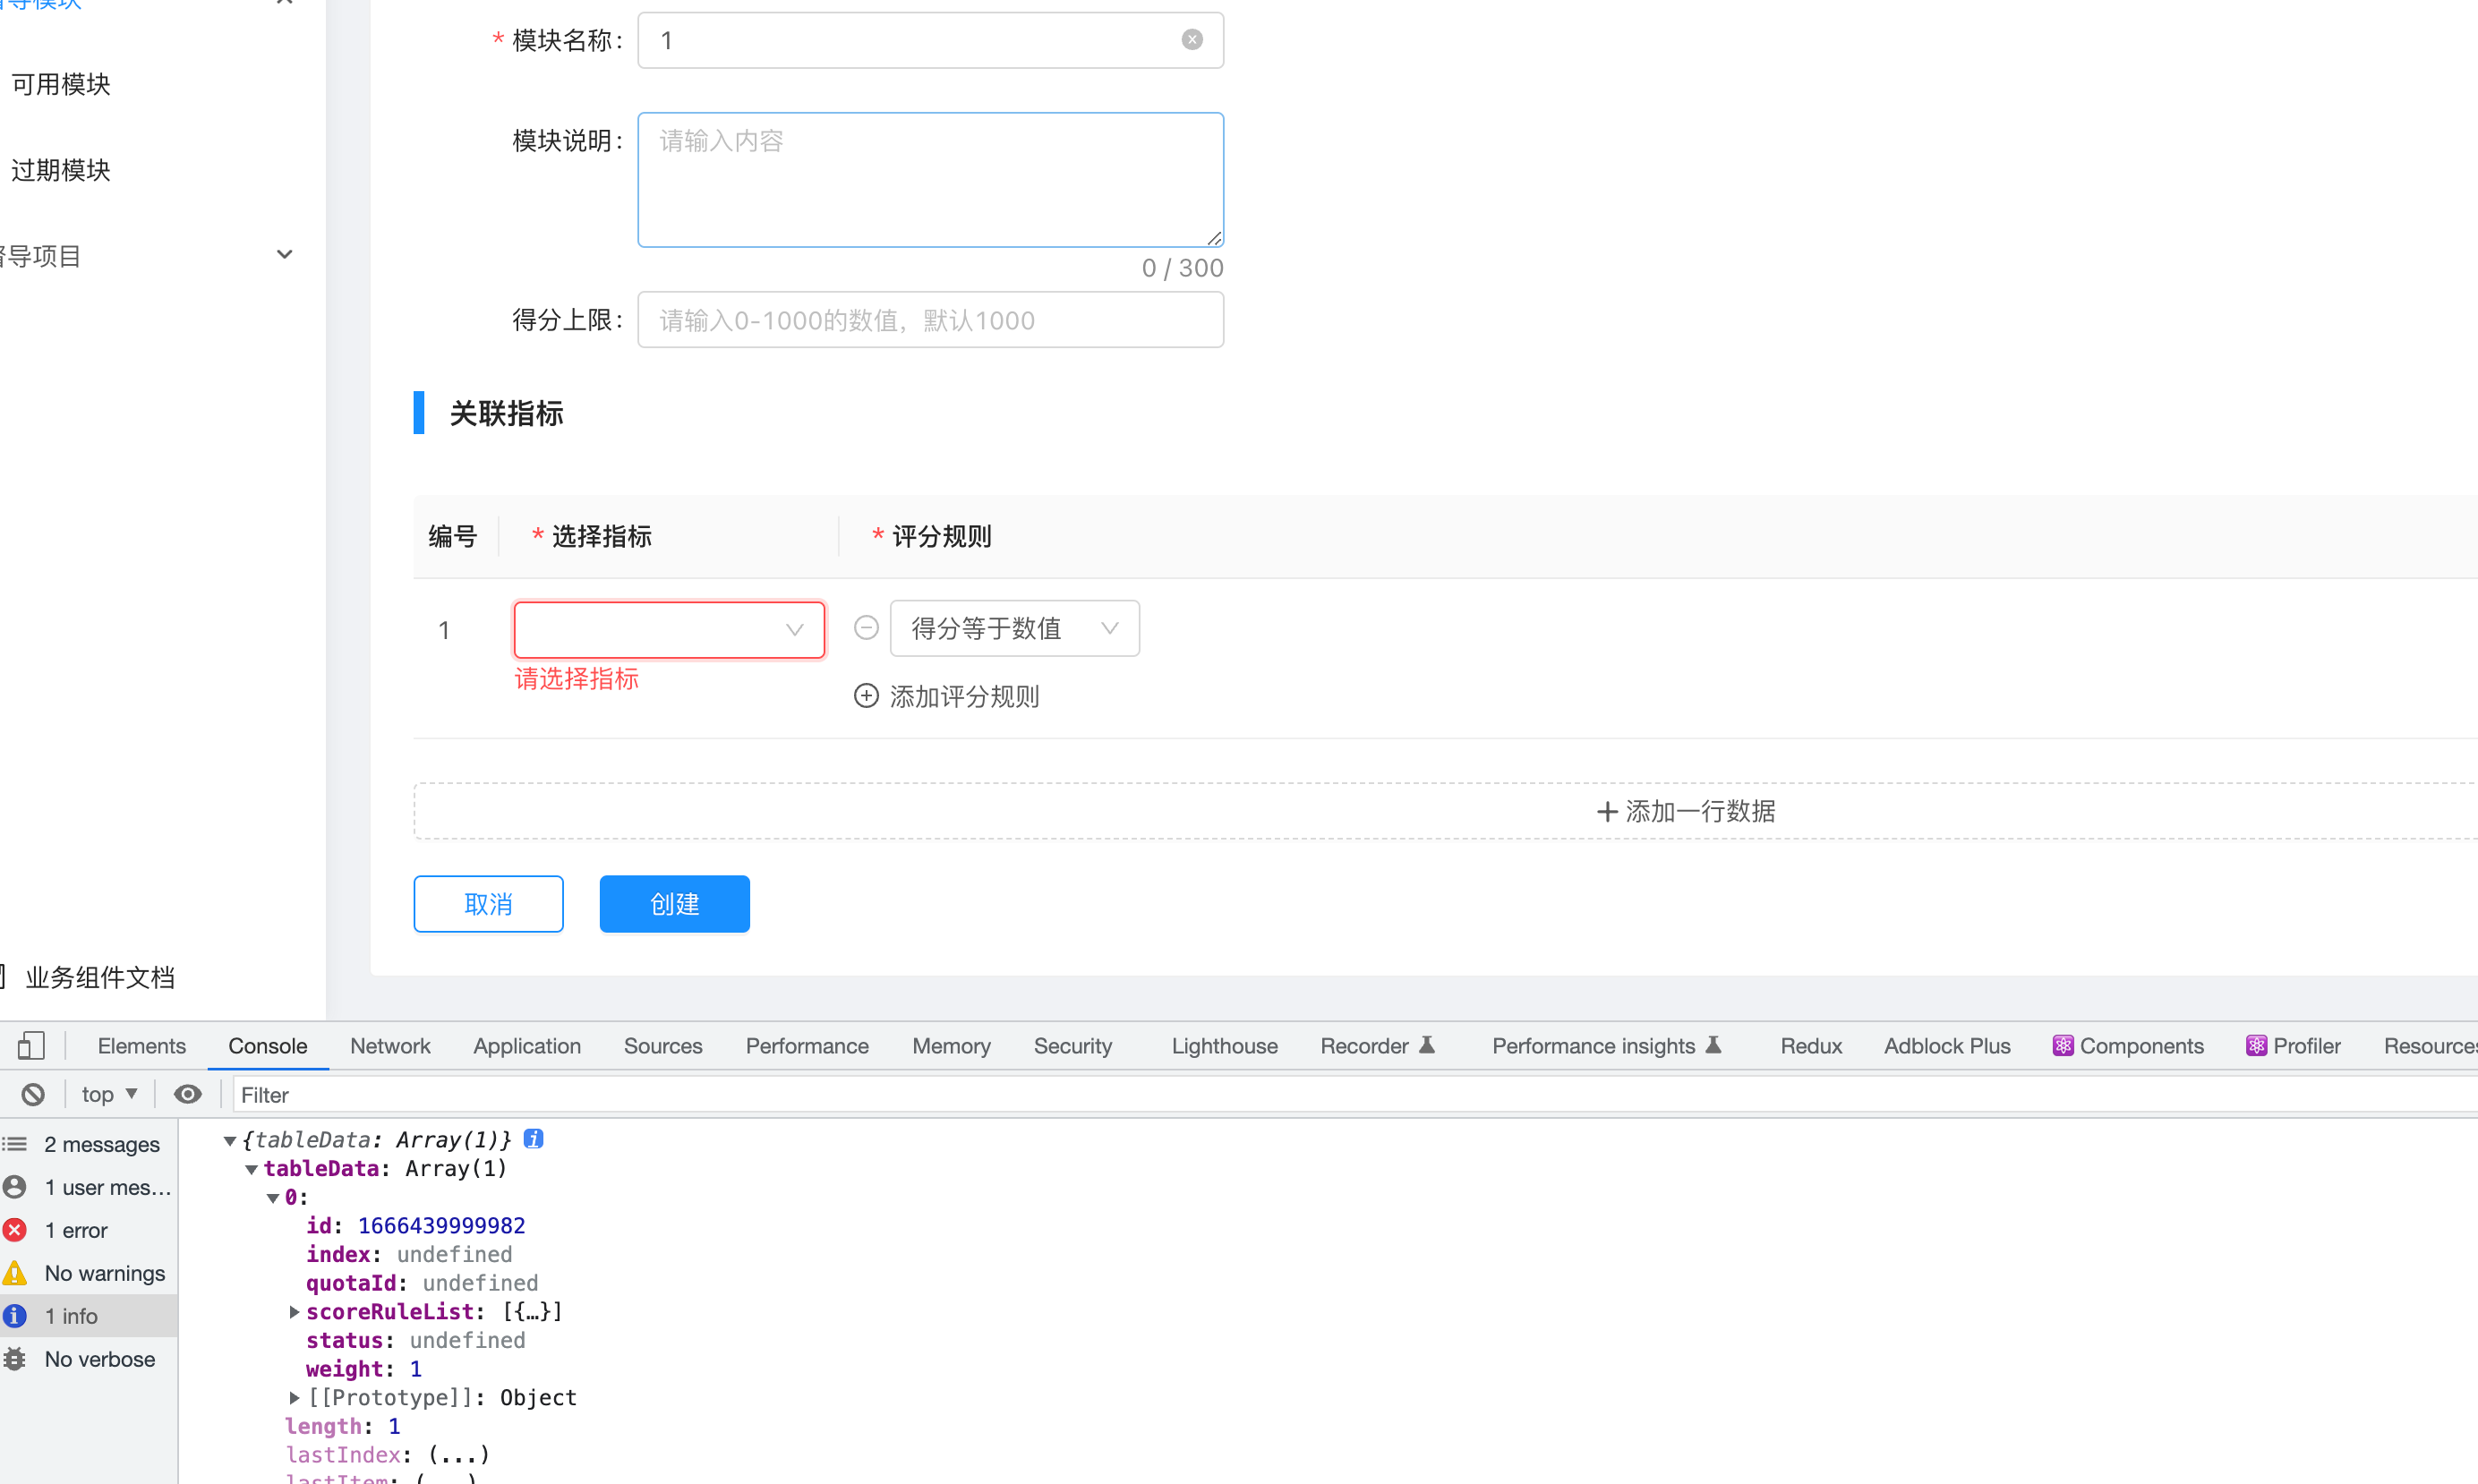 督导模块
可用模块
过期模块
督导项目
业务组件文档
* 模块名称:
1
模块说明:
请输入内容
0 / 300
得分上限:
请输入0-1000的数值，默认1000
关联指标
编号
* 选择指标
* 评分规则
1
得分等于数值
请选择指标
添加评分规则
+ 添加一行数据
取消
创建
Elements Console Network Application Sources Performance Memory Security Lighthouse Recorder Performance insights Redux Adblock Plus Components Profiler Resources
top ▼
Filter
2 messages
1 user mes...
1 error
No warnings
1 info
No verbose
▼{tableData: Array(1)} i
▼tableData: Array(1)
▼0:
id: 1666439999982
index: undefined
quotaId: undefined
▶scoreRuleList: [{…}]
status: undefined
weight: 1
▶[[Prototype]]: Object
length: 1
lastIndex: (...)
lastItem: (...)